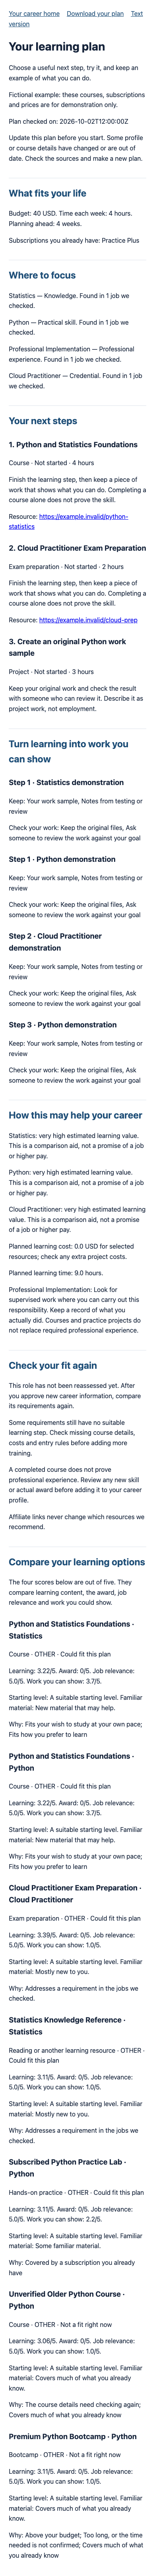 Your career home Download your plan Text
version
Your learning plan
Choose a useful next step, try it, and keep an
example of what you can do.
Fictional example: these courses, subscriptions
and prices are for demonstration only.
Plan checked on: 2026-10-02T12:00:00Z
Update this plan before you start. Some profile
or course details have changed or are out of
date. Check the sources and make a new plan.
What fits your life
Budget: 40 USD. Time each week: 4 hours.
Planning ahead: 4 weeks.
Subscriptions you already have: Practice Plus
Where to focus
Statistics — Knowledge. Found in 1 job we
checked.
Python — Practical skill. Found in 1 job we
checked.
Professional Implementation — Professional
experience. Found in 1 job we checked.
Cloud Practitioner — Credential. Found in 1 job
we checked.
Your next steps
1. Python and Statistics Foundations
Course · Not started · 4 hours
Finish the learning step, then keep a piece of
work that shows what you can do. Completing a
course alone does not prove the skill.
Resource: https://example.invalid/python-
statistics
2. Cloud Practitioner Exam Preparation
Exam preparation · Not started · 2 hours
Finish the learning step, then keep a piece of
work that shows what you can do. Completing a
course alone does not prove the skill.
Resource: https://example.invalid/cloud-prep
3. Create an original Python work
sample
Project · Not started · 3 hours
Keep your original work and check the result
with someone who can review it. Describe it as
project work, not employment.
Turn learning into work you
can show
Step 1 · Statistics demonstration
Keep: Your work sample, Notes from testing or
review
Check your work: Keep the original files, Ask
someone to review the work against your goal
Step 1 · Python demonstration
Keep: Your work sample, Notes from testing or
review
Check your work: Keep the original files, Ask
someone to review the work against your goal
Step 2 · Cloud Practitioner
demonstration
Keep: Your work sample, Notes from testing or
review
Check your work: Keep the original files, Ask
someone to review the work against your goal
Step 3 · Python demonstration
Keep: Your work sample, Notes from testing or
review
Check your work: Keep the original files, Ask
someone to review the work against your goal
How this may help your career
Statistics: very high estimated learning value.
This is a comparison aid, not a promise of a job
or higher pay.
Python: very high estimated learning value.
This is a comparison aid, not a promise of a job
or higher pay.
Cloud Practitioner: very high estimated learning
value. This is a comparison aid, not a promise
of a job or higher pay.
Planned learning cost: 0.0 USD for selected
resources; check any extra project costs.
Planned learning time: 9.0 hours.
Professional Implementation: Look for
supervised work where you can carry out this
responsibility. Keep a record of what you
actually did. Courses and practice projects do
not replace required professional experience.
Check your fit again
This role has not been reassessed yet. After
you approve new career information, compare
its requirements again.
Some requirements still have no suitable
learning step. Check missing course details,
costs and entry rules before adding more
training.
A completed course does not prove
professional experience. Review any new skill
or actual award before adding it to your career
profile.
Affiliate links never change which resources we
recommend.
Compare your learning options
The four scores below are out of five. They
compare learning content, the award, job
relevance and work you could show.
Python and Statistics Foundations ·
Statistics
Course · OTHER · Could fit this plan
Learning: 3.22/5. Award: 0/5. Job relevance:
5.0/5. Work you can show: 3.7/5.
Starting level: A suitable starting level. Familiar
material: New material that may help.
Why: Fits your wish to study at your own pace;
Fits how you prefer to learn
Python and Statistics Foundations ·
Python
Course · OTHER · Could fit this plan
Learning: 3.22/5. Award: 0/5. Job relevance:
5.0/5. Work you can show: 3.7/5.
Starting level: A suitable starting level. Familiar
material: New material that may help.
Why: Fits your wish to study at your own pace;
Fits how you prefer to learn
Cloud Practitioner Exam Preparation ·
Cloud Practitioner
Exam preparation · OTHER · Could fit this plan
Learning: 3.39/5. Award: 0/5. Job relevance:
5.0/5. Work you can show: 1.0/5.
Starting level: A suitable starting level. Familiar
material: Mostly new to you.
Why: Addresses a requirement in the jobs we
checked.
Statistics Knowledge Reference ·
Statistics
Reading or another learning resource · OTHER ·
Could fit this plan
Learning: 3.11/5. Award: 0/5. Job relevance:
5.0/5. Work you can show: 1.0/5.
Starting level: A suitable starting level. Familiar
material: Mostly new to you.
Why: Addresses a requirement in the jobs we
checked.
Subscribed Python Practice Lab ·
Python
Hands-on practice · OTHER · Could fit this plan
Learning: 3.11/5. Award: 0/5. Job relevance:
5.0/5. Work you can show: 2.2/5.
Starting level: A suitable starting level. Familiar
material: Some familiar material.
Why: Covered by a subscription you already
have
Unverified Older Python Course ·
Python
Course · OTHER · Not a fit right now
Learning: 3.06/5. Award: 0/5. Job relevance:
5.0/5. Work you can show: 1.0/5.
Starting level: A suitable starting level. Familiar
material: Covers much of what you already
know.
Why: The course details need checking again;
Covers much of what you already know
Premium Python Bootcamp · Python
Bootcamp · OTHER · Not a fit right now
Learning: 3.11/5. Award: 0/5. Job relevance:
5.0/5. Work you can show: 1.0/5.
Starting level: A suitable starting level. Familiar
material: Covers much of what you already
know.
Why: Above your budget; Too long, or the time
needed is not confirmed; Covers much of what
you already know